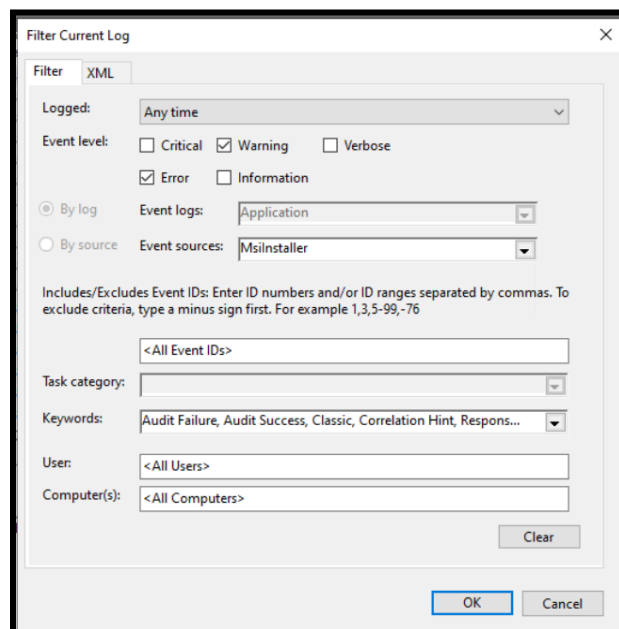 Filter Current Log
Filter XML
Logged: Any time
Event level: Critical Warning Verbose
Error Information
By log Event logs: Application
By source Event sources: MsiInstaller
Includes/Excludes Event IDs: Enter ID numbers and/or ID ranges separated by commas. To
exclude criteria, type a minus sign first. For example 1,3,5-99,-76
<All Event IDs>
Task category:
Keywords: Audit Failure, Audit Success, Classic, Correlation Hint, Respons...
User: <All Users>
Computer(s): <All Computers>
Clear
OK Cancel